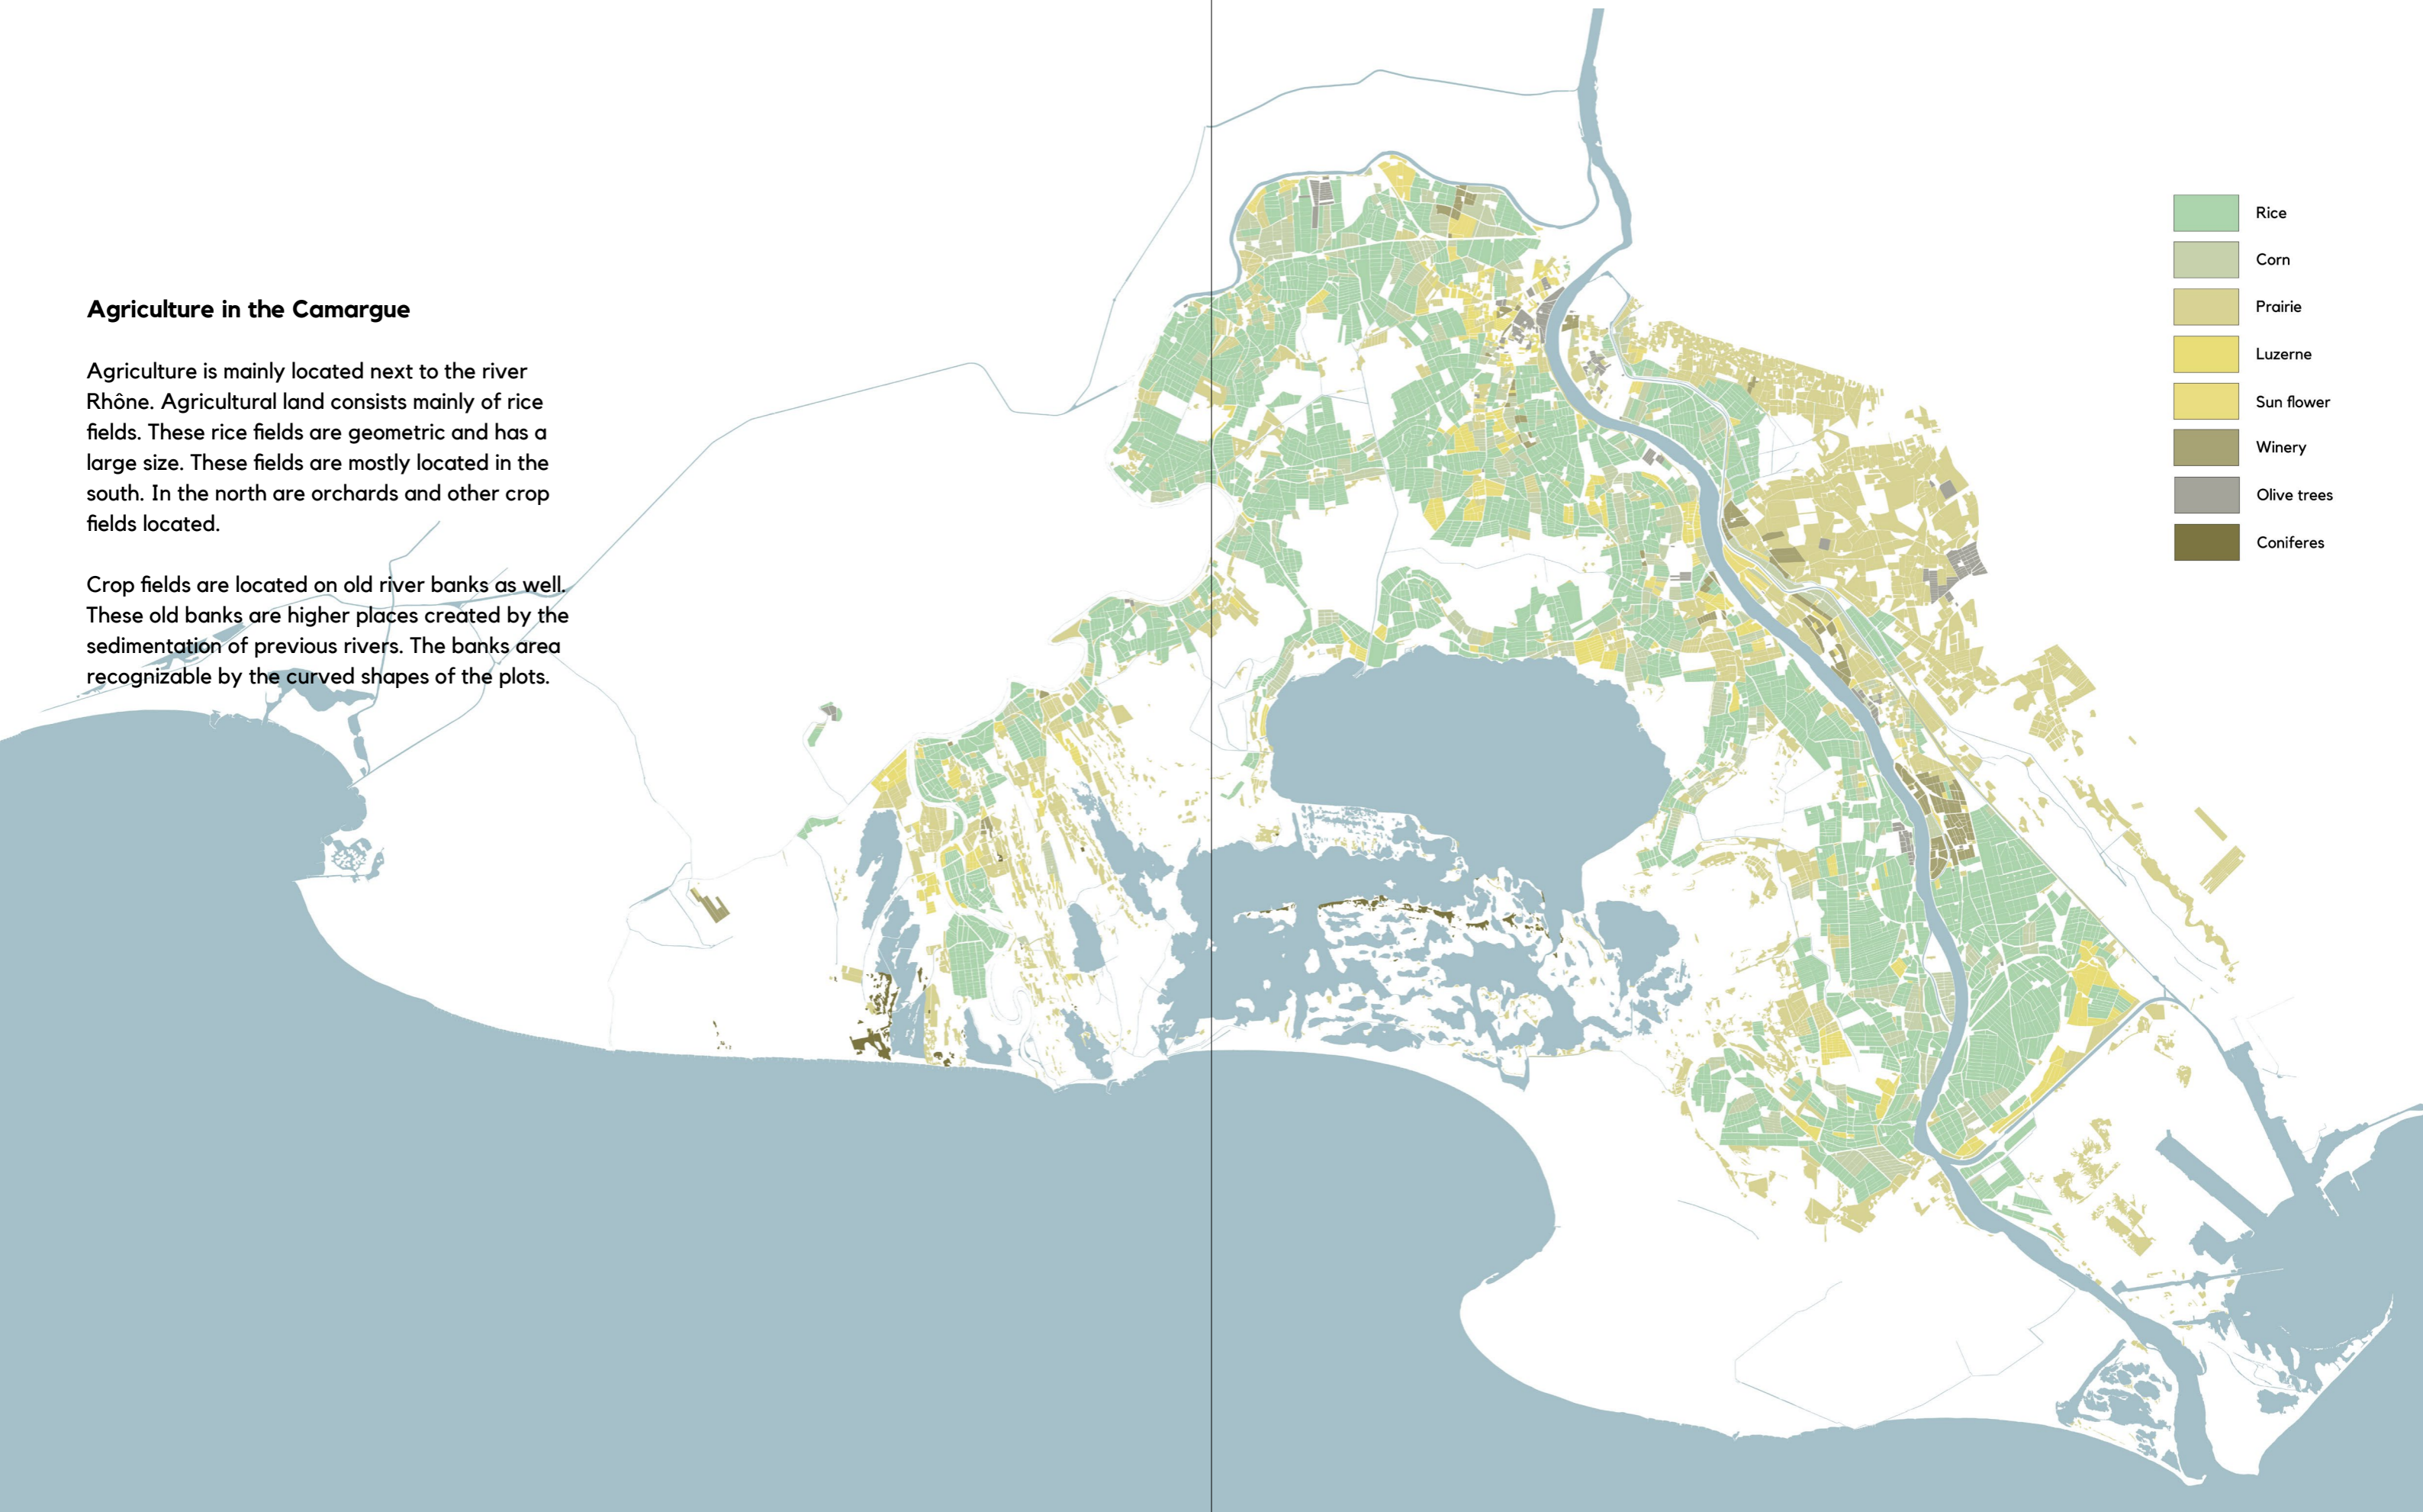 Agriculture in the Camargue
Agriculture is mainly located next to the river
Rhône. Agricultural land consists mainly of rice
fields. These rice fields are geometric and has a
large size. These fields are mostly located in the
south. In the north are orchards and other crop
fields located.
Crop fields are located on old river banks as well.
These old banks are higher places created by the
sedimentation of previous rivers. The banks area
recognizable by the curved shapes of the plots.
Rice
Corn
Prairie
Luzerne
Sun flower
Winery
Olive trees
Coniferes